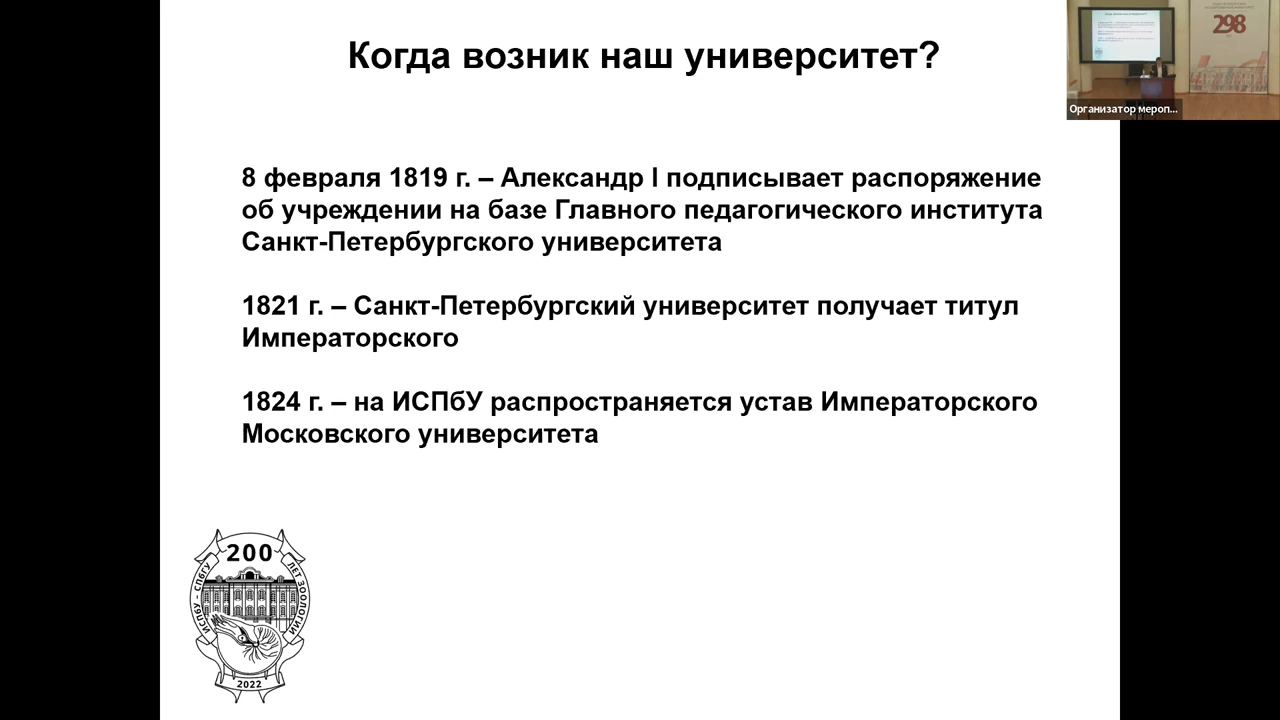 Когда возник наш университет?
298
Организатор мероп...
8 февраля 1819 г. – Александр I подписывает распоряжение
об учреждении на базе Главного педагогического института
Санкт-Петербургского университета
1821 г. – Санкт-Петербургский университет получает титул
Императорского
1824 г. – на ИСПбУ распространяется устав Императорского
Московского университета
200
ИСПбУ – СПбГУ
ЛЕТ ЗООЛОГИИ
2022